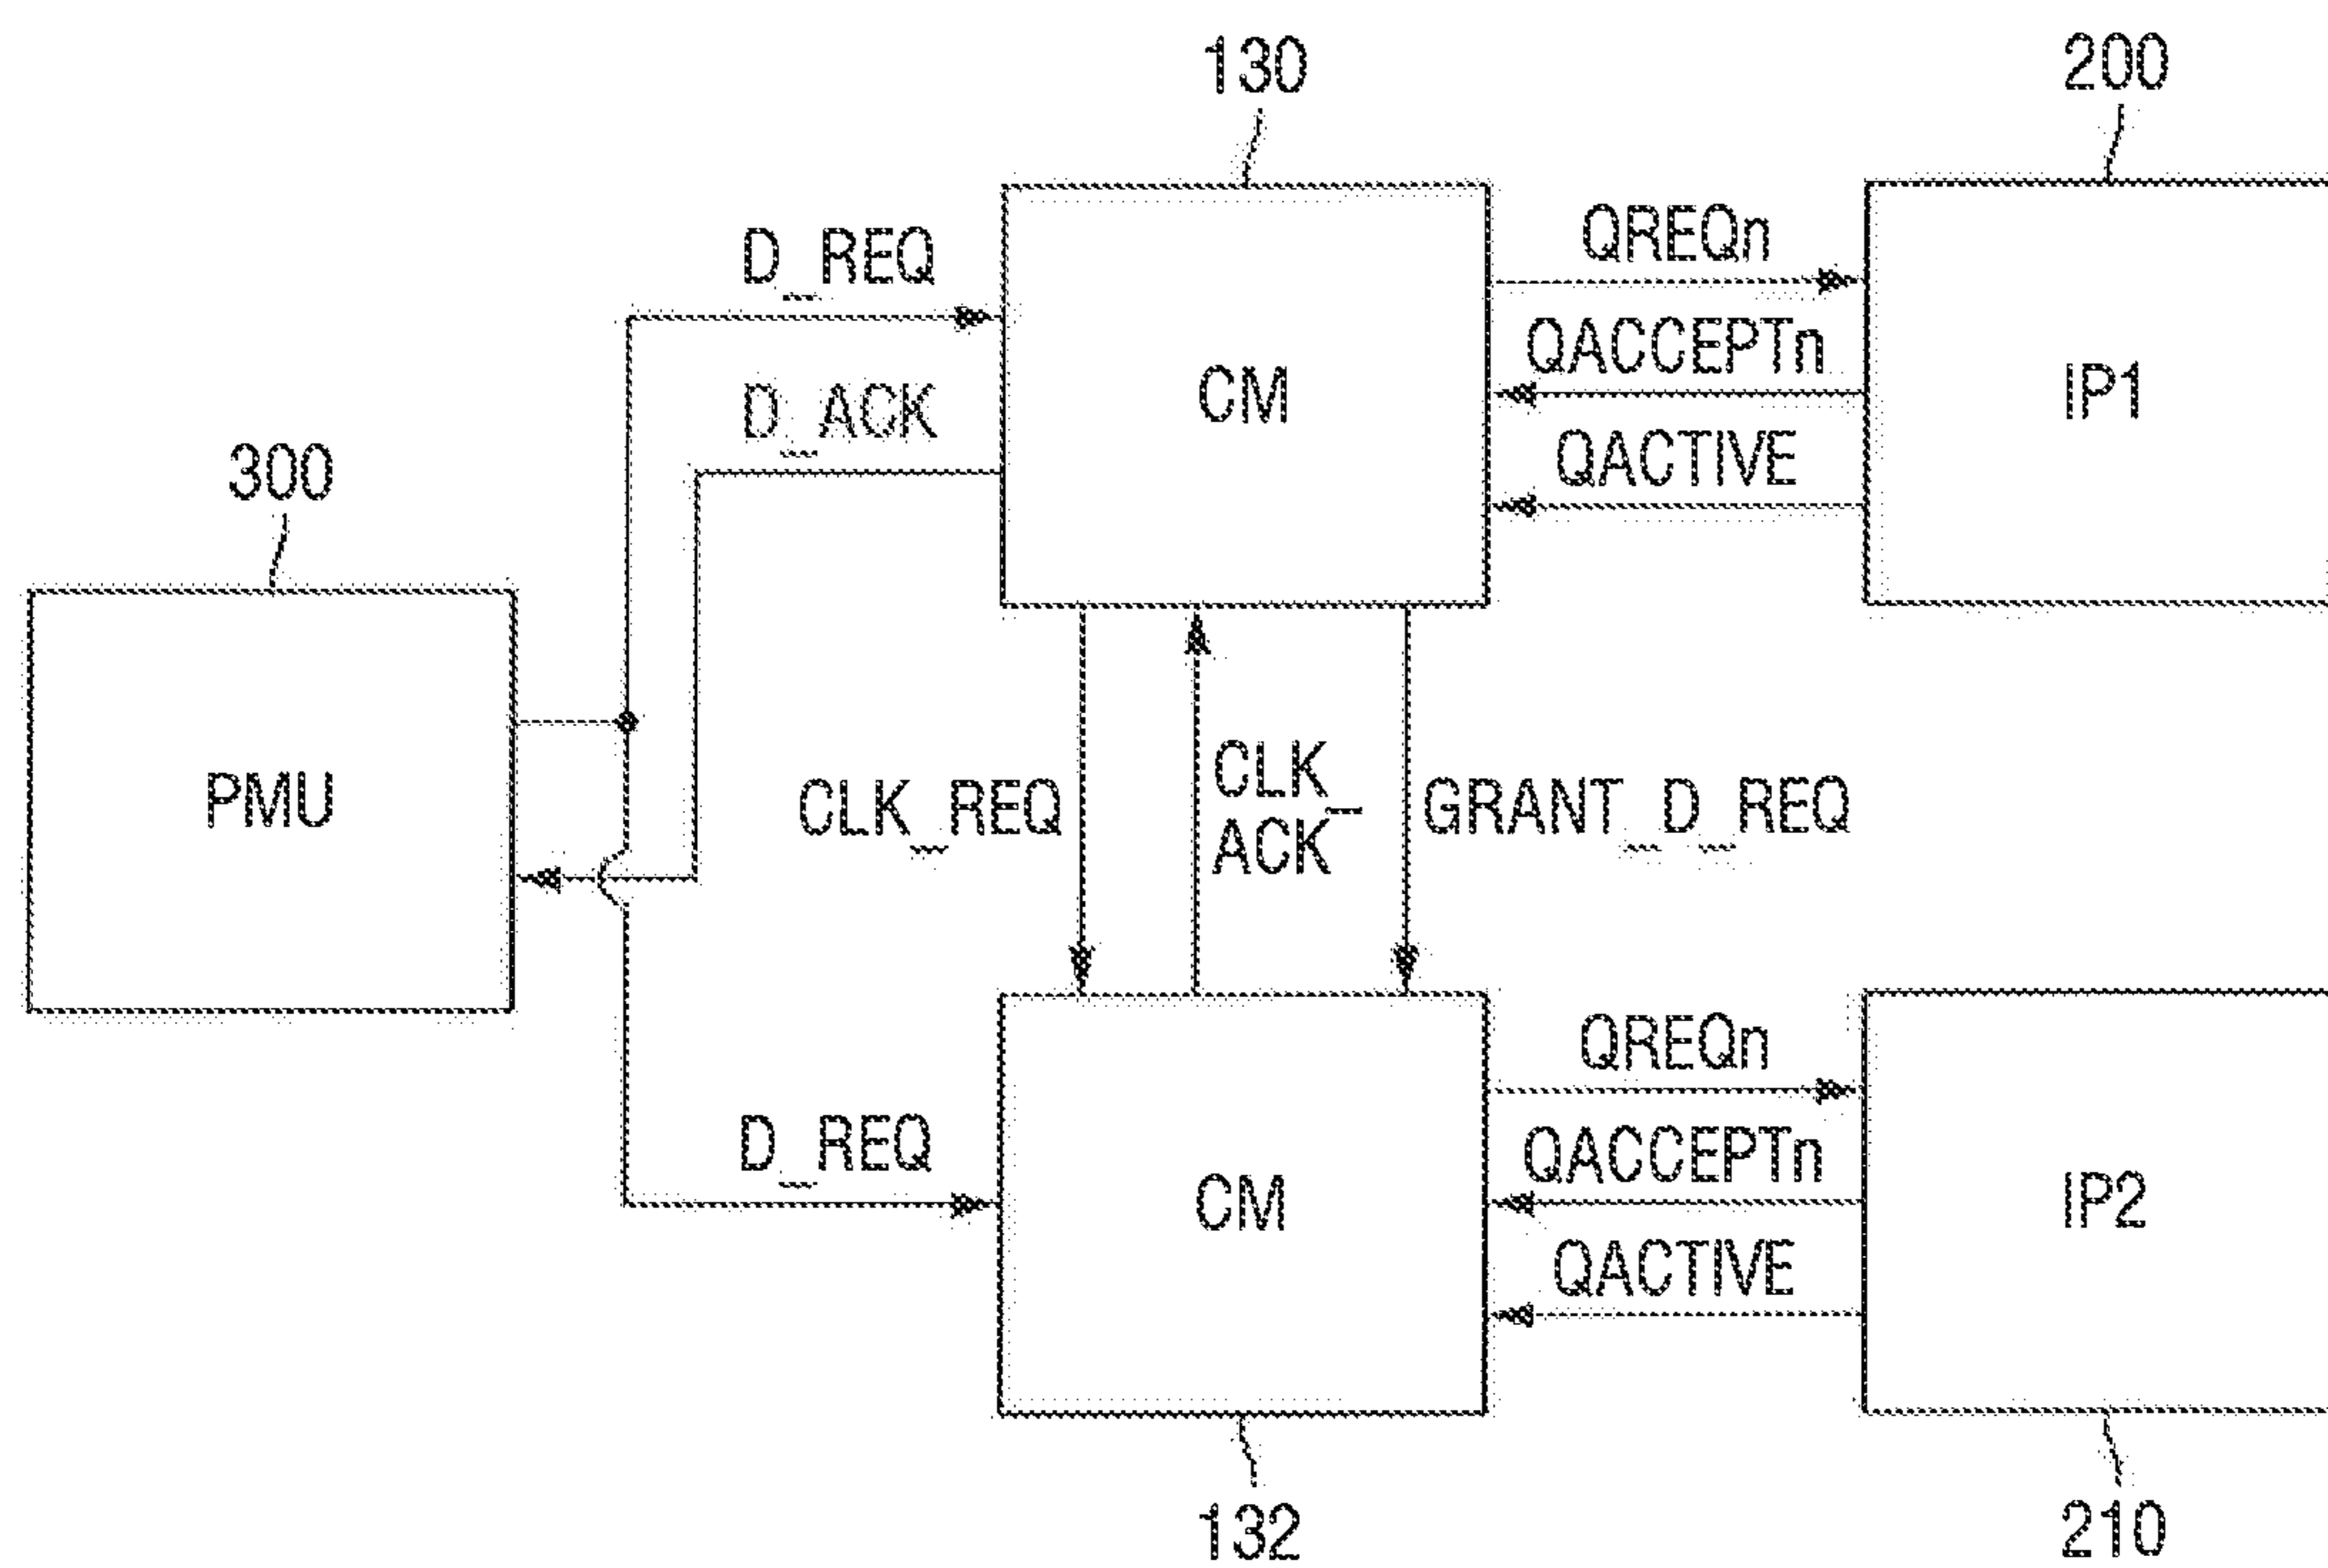 130
200
D_REQ
QREQn
QACCEPTn
D_ACK
CM
IP1
QACTIVE
300
PMU
CLK_REQ
CLK_
ACK
GRANT_D_REQ
QREQn
D_REQ
QACCEPTn
CM
IP2
QACTIVE
132
210